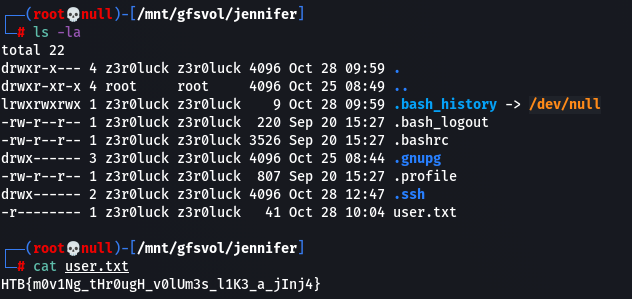 ┌──(root💀null)-[/mnt/gfsvol/jennifer]
└─# ls -la
total 22
drwxr-x--- 4 z3r0luck z3r0luck 4096 Oct 28 09:59 .
drwxr-xr-x 4 root     root     4096 Oct 25 08:49 ..
lrwxrwxrwx 1 z3r0luck z3r0luck    9 Oct 28 09:59 .bash_history -> /dev/null
-rw-r--r-- 1 z3r0luck z3r0luck  220 Sep 20 15:27 .bash_logout
-rw-r--r-- 1 z3r0luck z3r0luck 3526 Sep 20 15:27 .bashrc
drwx------ 3 z3r0luck z3r0luck 4096 Oct 25 08:44 .gnupg
-rw-r--r-- 1 z3r0luck z3r0luck  807 Sep 20 15:27 .profile
drwx------ 2 z3r0luck z3r0luck 4096 Oct 28 12:47 .ssh
-r-------- 1 z3r0luck z3r0luck   41 Oct 28 10:04 user.txt
┌──(root💀null)-[/mnt/gfsvol/jennifer]
└─# cat user.txt
HTB{m0v1Ng_tHr0ugH_v0lUm3s_l1K3_a_jInj4}